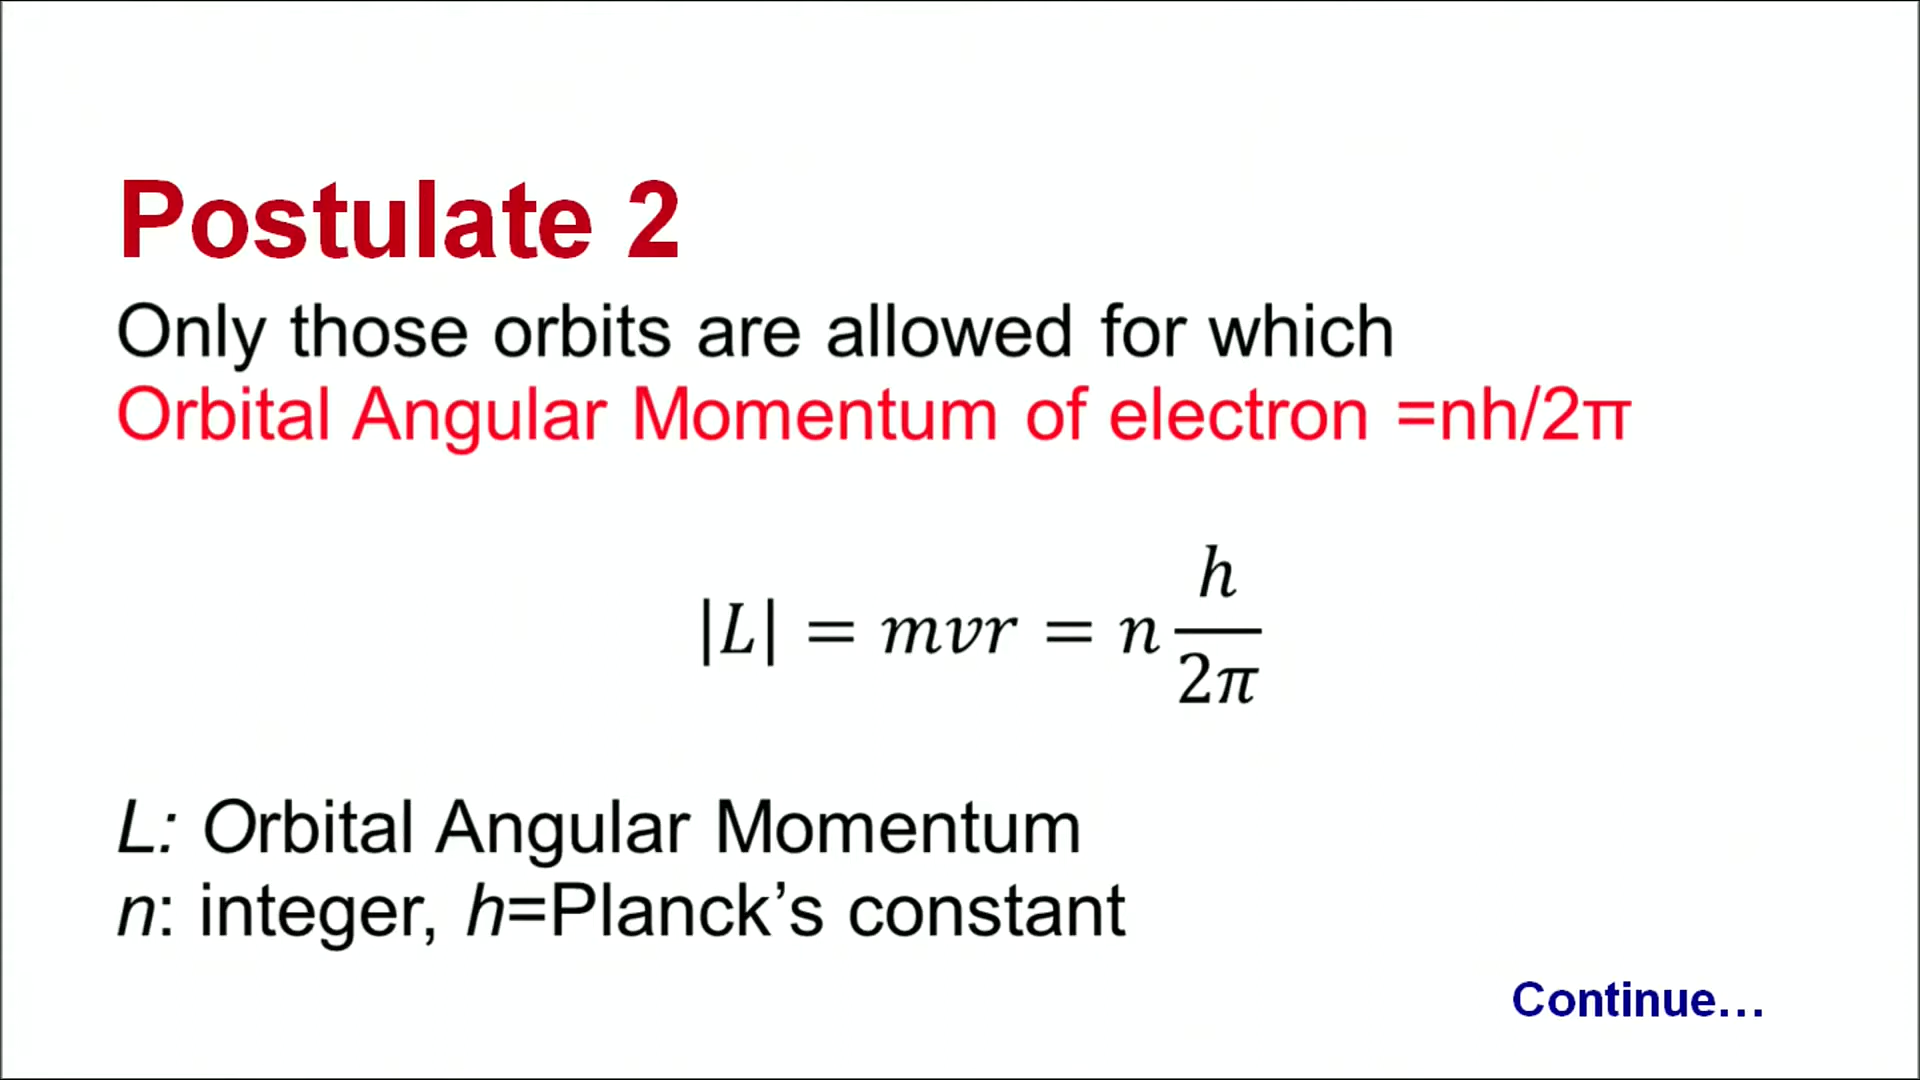 Postulate 2
Only those orbits are allowed for which
Orbital Angular Momentum of electron =nh/2π
|L| = mvr = n h/2π
L: Orbital Angular Momentum
n: integer, h=Planck’s constant
Continue…